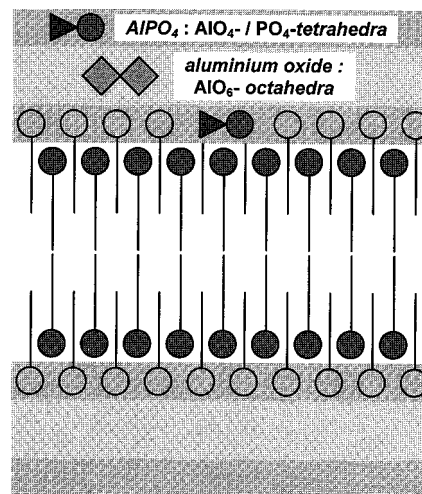 AlPO₄ : AlO₄- / PO₄-tetrahedra
aluminium oxide :
AlO₆- octahedra